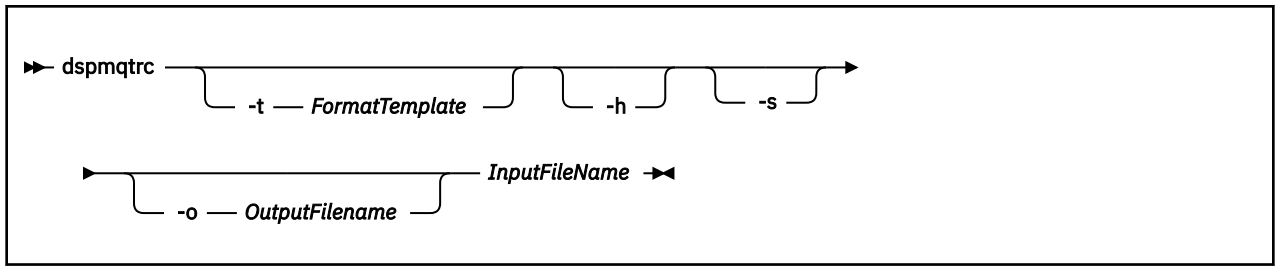 dspmqtrc
-t FormatTemplate -h -s
InputFileName
-o OutputFilename